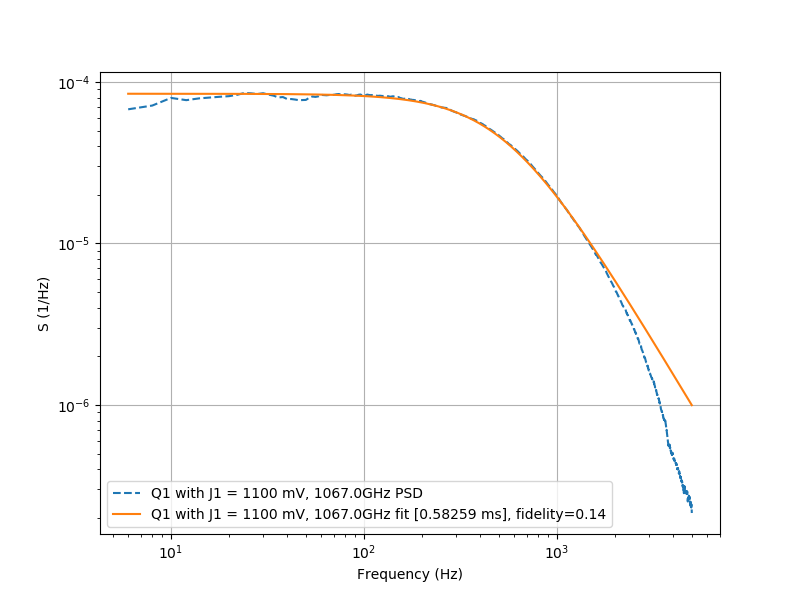 10⁻⁴
10⁻⁵
10⁻⁶
S (1/Hz)
Q1 with J1 = 1100 mV, 1067.0GHz PSD
Q1 with J1 = 1100 mV, 1067.0GHz fit [0.58259 ms], fidelity=0.14
10¹ 10² 10³
Frequency (Hz)